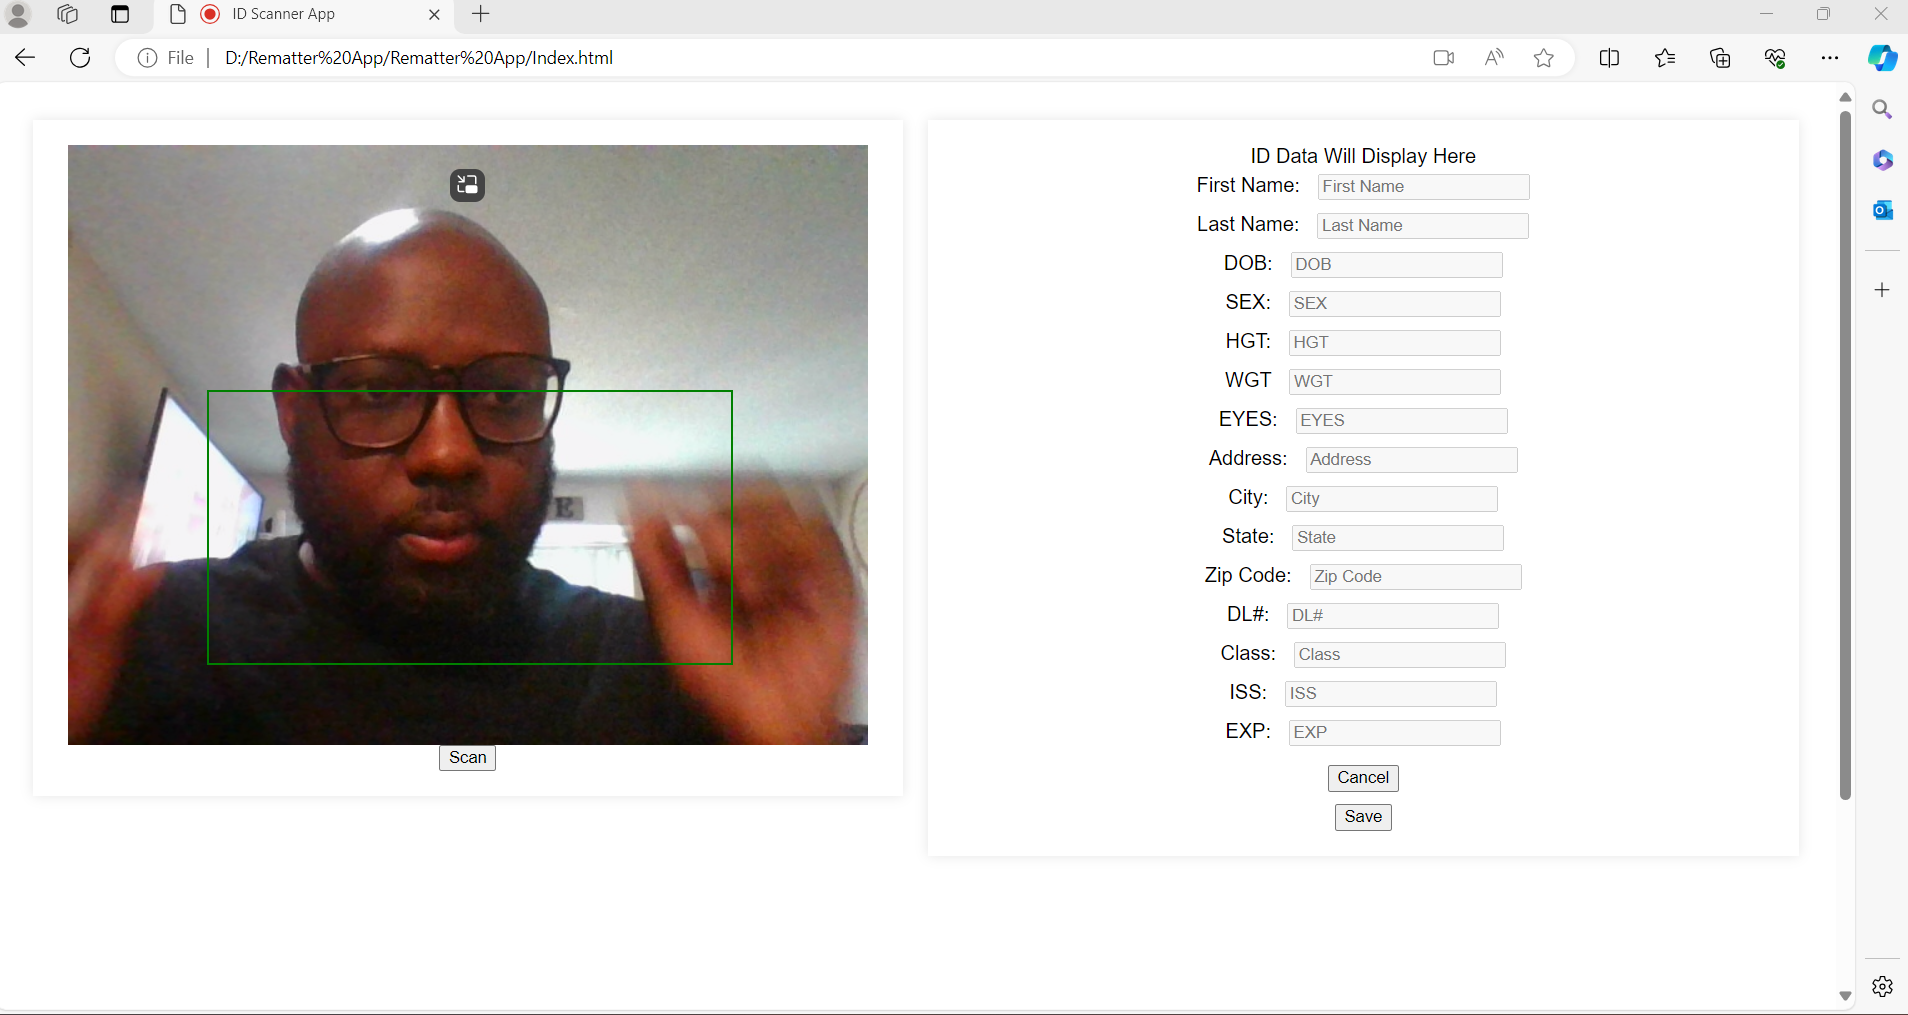 ID Scanner App
File
D:/Rematter%20App/Rematter%20App/Index.html
E
Scan
ID Data Will Display Here
First Name: First Name
Last Name: Last Name
DOB: DOB
SEX: SEX
HGT: HGT
WGT WGT
EYES: EYES
Address: Address
City: City
State: State
Zip Code: Zip Code
DL#: DL#
Class: Class
ISS: ISS
EXP: EXP
Cancel
Save